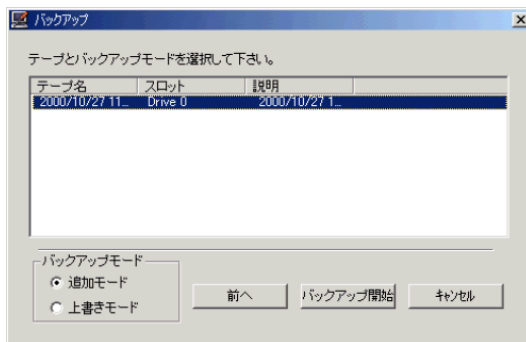 バックアップ
テープとバックアップモードを選択して下さい。
テープ名 スロット 説明
2000/10/27 11... Drive 0 2000/10/27 1...
バックアップモード
追加モード
上書きモード
前へ バックアップ開始 キャンセル